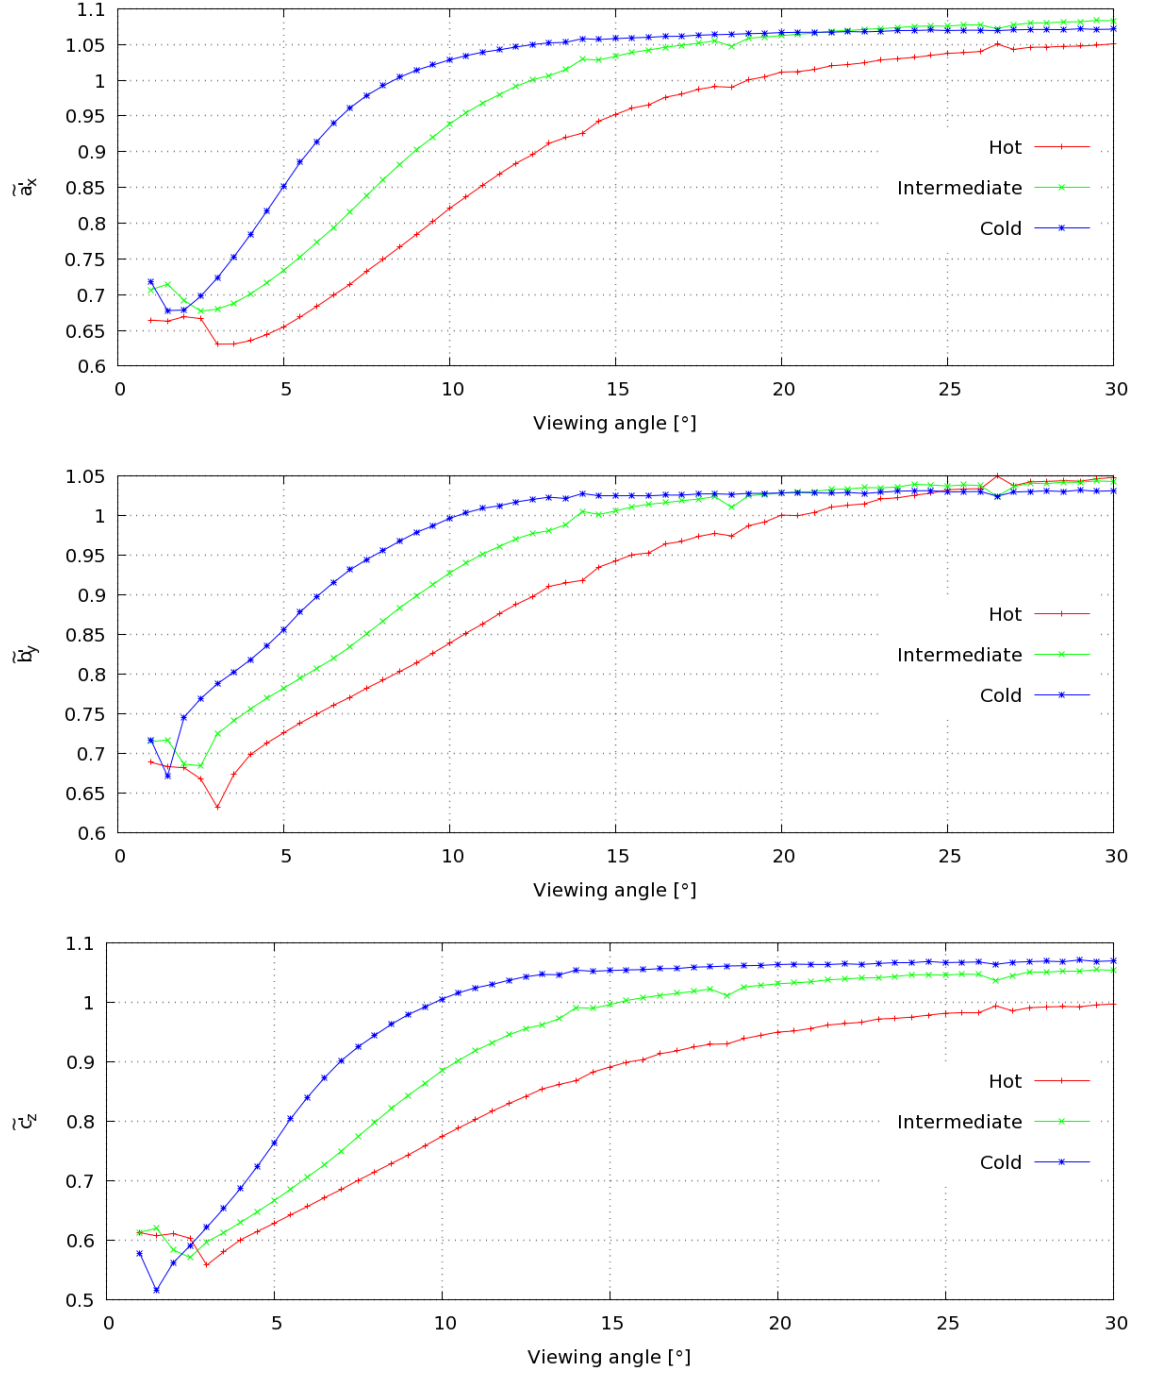 1.1
1.05
1
0.95
0.9
0.85
0.8
0.75
0.7
0.65
0.6
ã'x
Hot
Intermediate
Cold
0 5 10 15 20 25 30
Viewing angle [°]
1.05
1
0.95
0.9
0.85
0.8
0.75
0.7
0.65
0.6
b̃'y
Hot
Intermediate
Cold
0 5 10 15 20 25 30
Viewing angle [°]
1.1
1
0.9
0.8
0.7
0.6
0.5
c̃'z
Hot
Intermediate
Cold
0 5 10 15 20 25 30
Viewing angle [°]